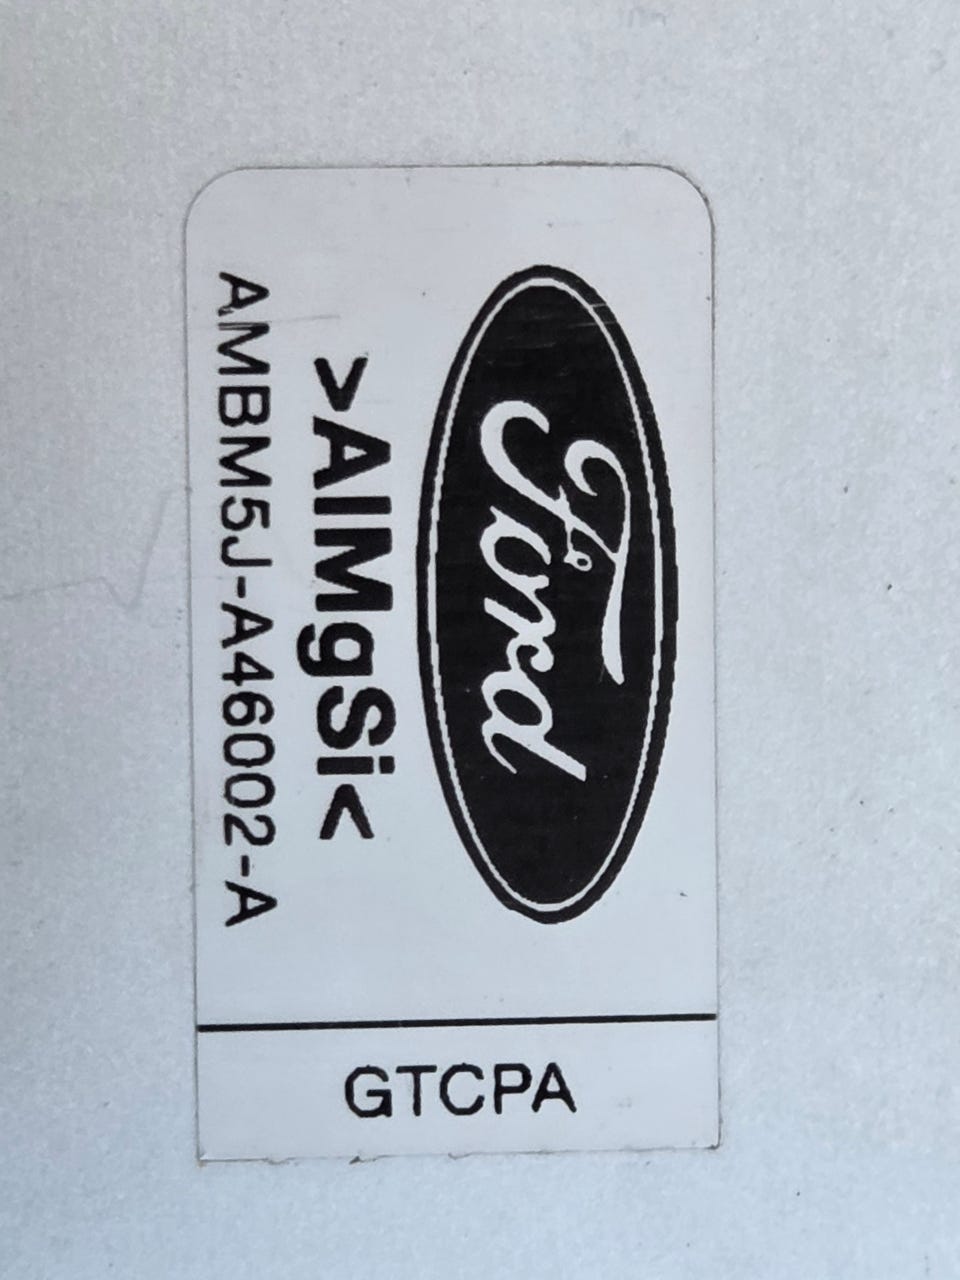 Ford
>AlMgSi<
AMBM5J-A46002-A
GTCPA